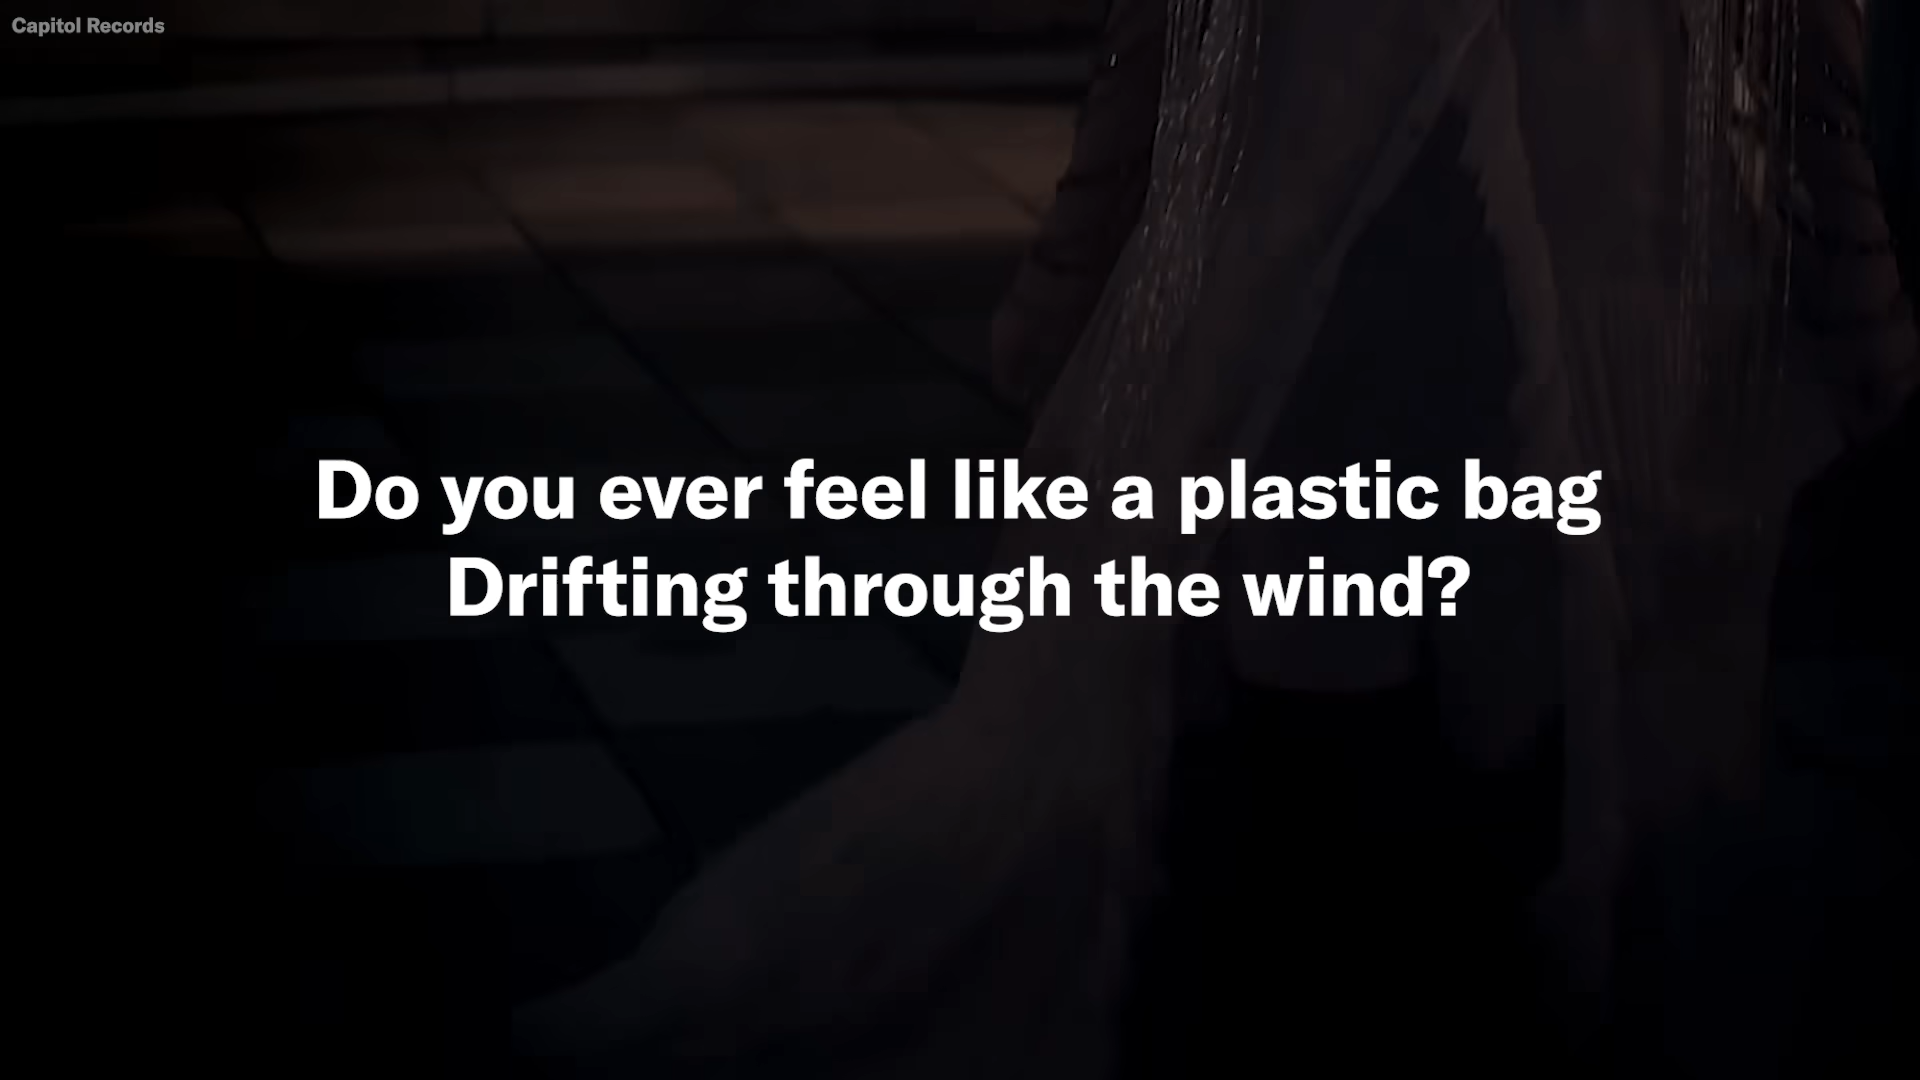 Capitol Records
Do you ever feel like a plastic bag
Drifting through the wind?